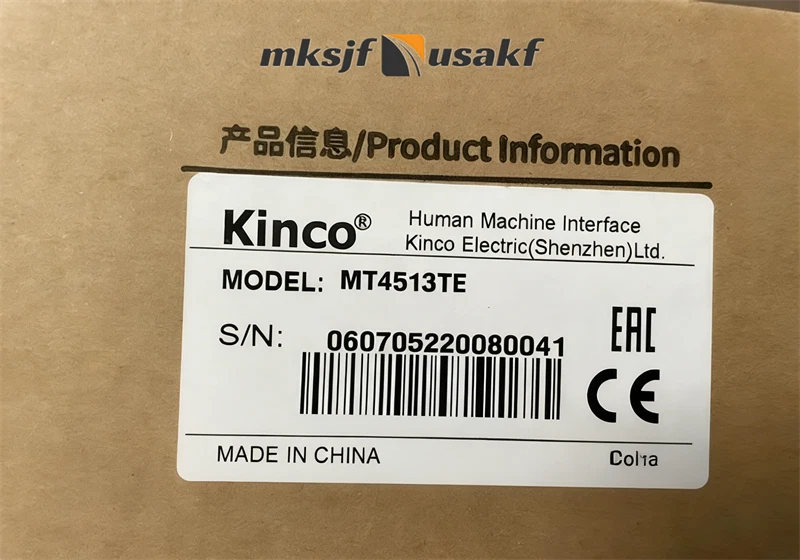 mksjf usakf
产品信息/Product Information
Kinco®
Human Machine Interface
Kinco Electric(Shenzhen)Ltd.
MODEL: MT4513TE
S/N: 060705220080041
EAC
CE
MADE IN CHINA